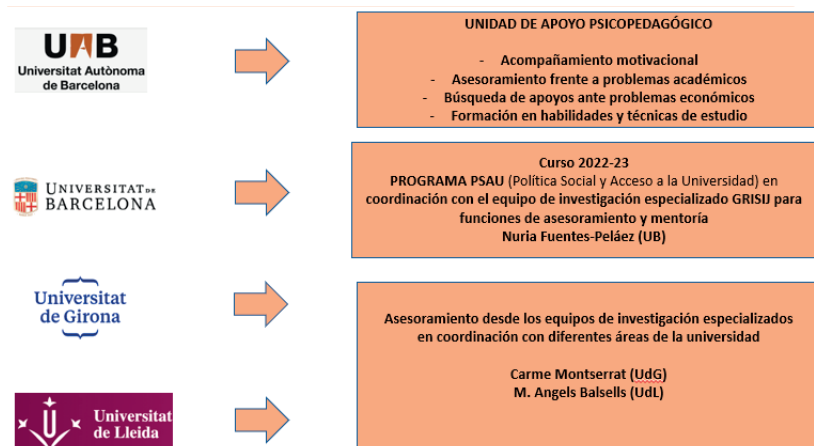 UAB
Universitat Autònoma
de Barcelona
UNIDAD DE APOYO PSICOPEDAGÓGICO
- Acompañamiento motivacional
- Asesoramiento frente a problemas académicos
- Búsqueda de apoyos ante problemas económicos
- Formación en habilidades y técnicas de estudio
UNIVERSITAT DE
BARCELONA
Curso 2022-23
PROGRAMA PSAU (Política Social y Acceso a la Universidad) en
coordinación con el equipo de investigación especializado GRISIJ para
funciones de asesoramiento y mentoría
Nuria Fuentes-Peláez (UB)
Universitat
de Girona
Asesoramiento desde los equipos de investigación especializados
en coordinación con diferentes áreas de la universidad
Carme Montserrat (UdG)
M. Angels Balsells (UdL)
Universitat
de Lleida